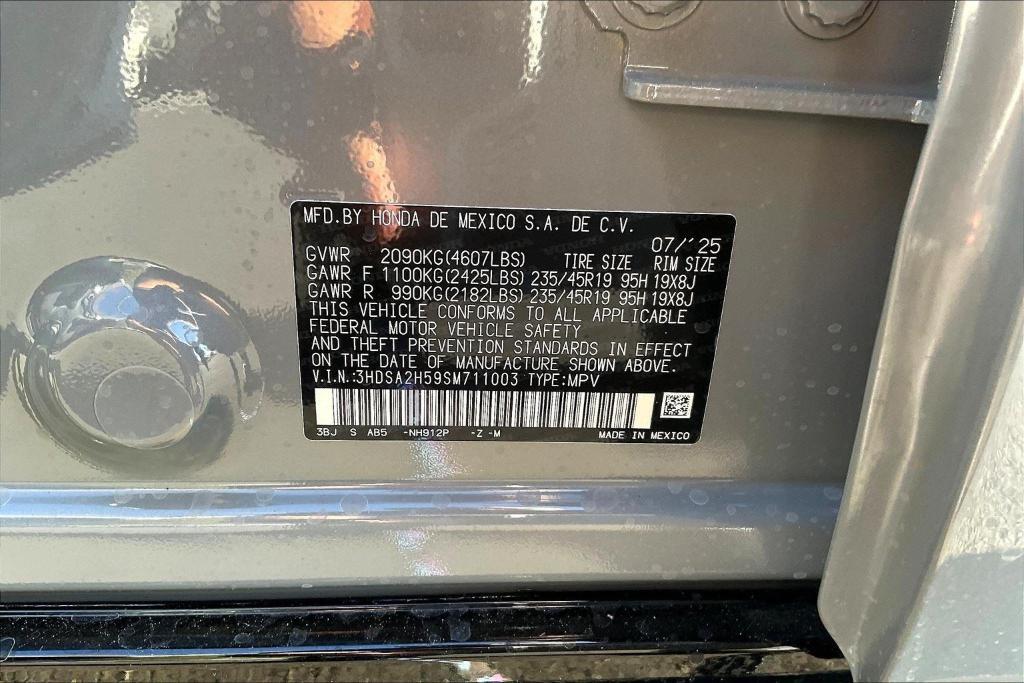 MFD.BY HONDA DE MEXICO S.A. DE C.V.
07/'25
GVWR 2090KG(4607LBS) TIRE SIZE RIM SIZE
GAWR F 1100KG(2425LBS) 235/45R19 95H 19X8J
GAWR R 990KG(2182LBS) 235/45R19 95H 19X8J
THIS VEHICLE CONFORMS TO ALL APPLICABLE
FEDERAL MOTOR VEHICLE SAFETY
AND THEFT PREVENTION STANDARDS IN EFFECT
ON THE DATE OF MANUFACTURE SHOWN ABOVE.
V.I.N.:3HDSA2H59SM711003 TYPE:MPV
3BJ S AB5 -NH912P -Z -M MADE IN MEXICO